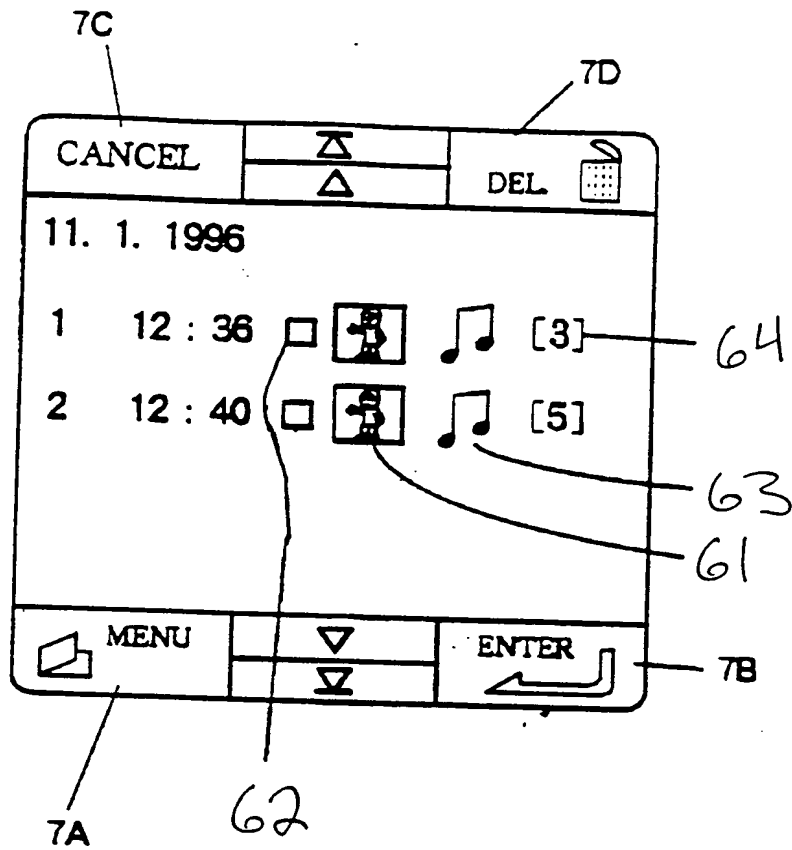 7C
7D
CANCEL
DEL.
11. 1. 1996
1 12 : 36 [3] 64
2 12 : 40 [5]
63
61
MENU
ENTER
7B
62
7A